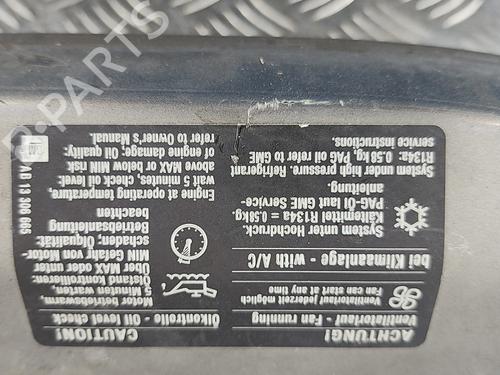 ACHTUNG!
Ventilatorlauf - Fan running
Ventilatorlauf jederzeit möglich
Fan can start at any time
bei Klimaanlage - with A/C
System unter Hochdruck.
Kältemittel R134a = 0.58kg,
PAG-Öl laut GME Service-
anleitung.
System under high pressure. Refrigerant
R134a: 0.58 kg, PAG oil refer to GME
service instructions.
CAUTION!
Ölkontrolle - Oil level check
Motor betriebswarm,
5 Minuten warten,
Ölstand kontrollieren:
Über MAX oder unter
MIN Gefahr von Motor-
schaden: Ölqualität:
Betriebsanleitung
beachten
Engine at operating temperature,
wait 5 minutes, check oil level:
above MAX or below MIN risk
of engine damage: Oil quality:
refer to Owner's Manual.
GM
AD 13 306 665
B-PARTS